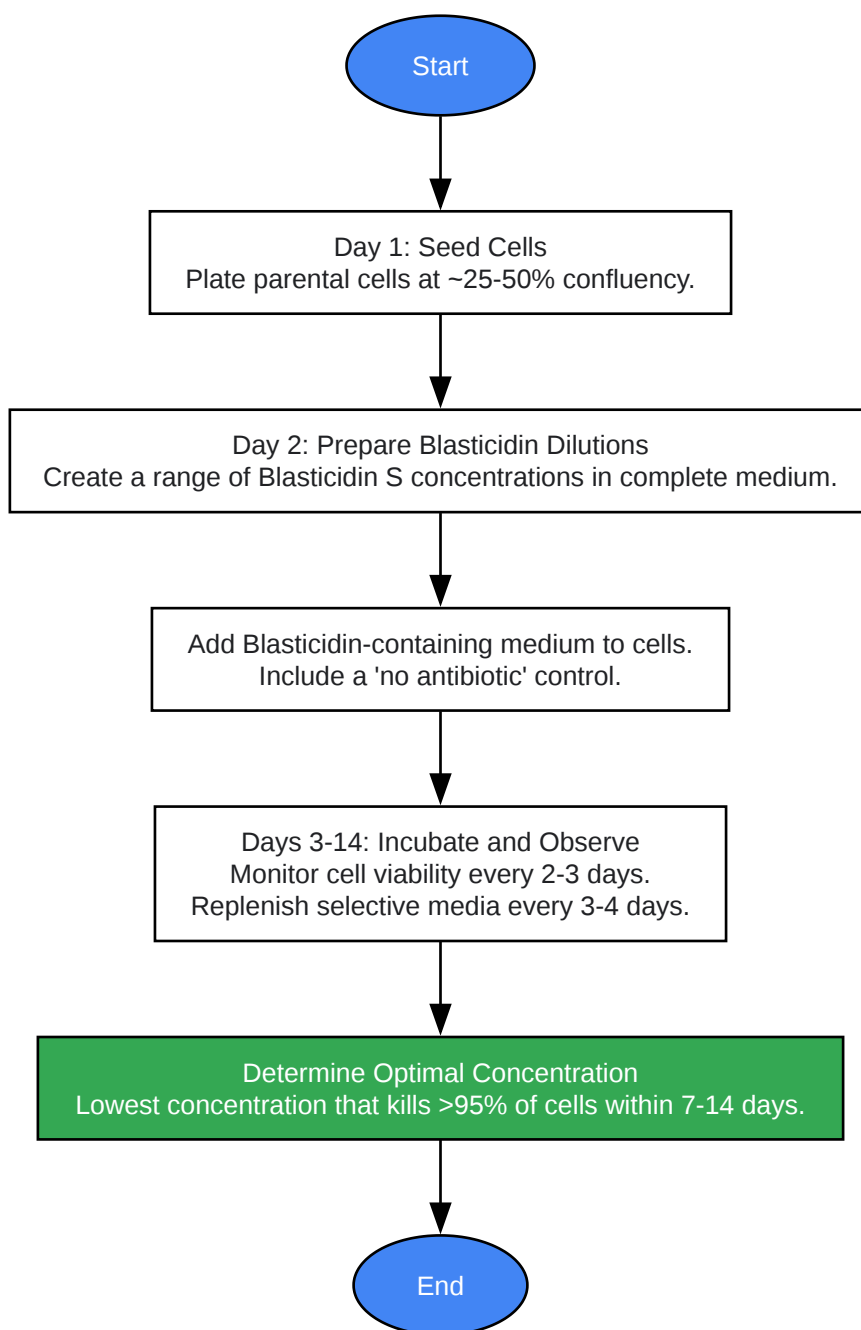 Start
Day 1: Seed Cells
Plate parental cells at ~25-50% confluency.
Day 2: Prepare Blasticidin Dilutions
Create a range of Blasticidin S concentrations in complete medium.
Add Blasticidin-containing medium to cells.
Include a 'no antibiotic' control.
Days 3-14: Incubate and Observe
Monitor cell viability every 2-3 days.
Replenish selective media every 3-4 days.
Determine Optimal Concentration
Lowest concentration that kills >95% of cells within 7-14 days.
End